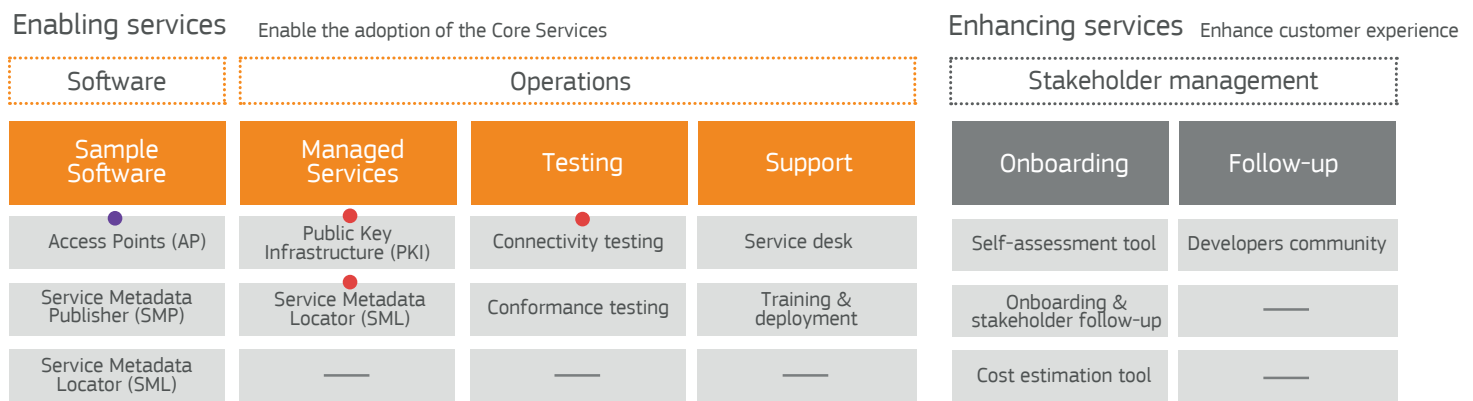 Enabling services Enable the adoption of the Core Services
Enhancing services Enhance customer experience
Software
Operations
Stakeholder management
Sample
Software
Managed
Services
Testing
Support
Onboarding
Follow-up
Access Points (AP)
Public Key
Infrastructure (PKI)
Connectivity testing
Service desk
Self-assessment tool
Developers community
Service Metadata
Publisher (SMP)
Service Metadata
Locator (SML)
Conformance testing
Training &
deployment
Onboarding &
stakeholder follow-up
Service Metadata
Locator (SML)
Cost estimation tool